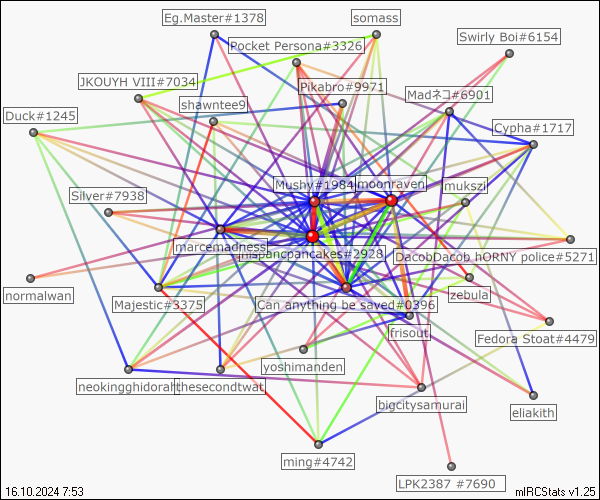 Eg.Master#1378
somass
Pocket Persona#3326
Swirly Boi#6154
JKOUYH VIII#7034
Pikabro#9971
Madネコ#6901
shawntee9
Duck#1245
Cypha#1717
Mushy#1984
moonraven
mukszi
Silver#7938
marcemadness
nspancpancakes#2928
DacobDacob hORNY police#5271
normalwan
Majestic#3375
Can anything be saved#0396
zebula
frisout
Fedora Stoat#4479
yoshimanden
neokingghidorah
thesecondtwat
bigcitysamurai
eliakith
ming#4742
LPK2387 #7690
16.10.2024 7:53
mIRCStats v1.25